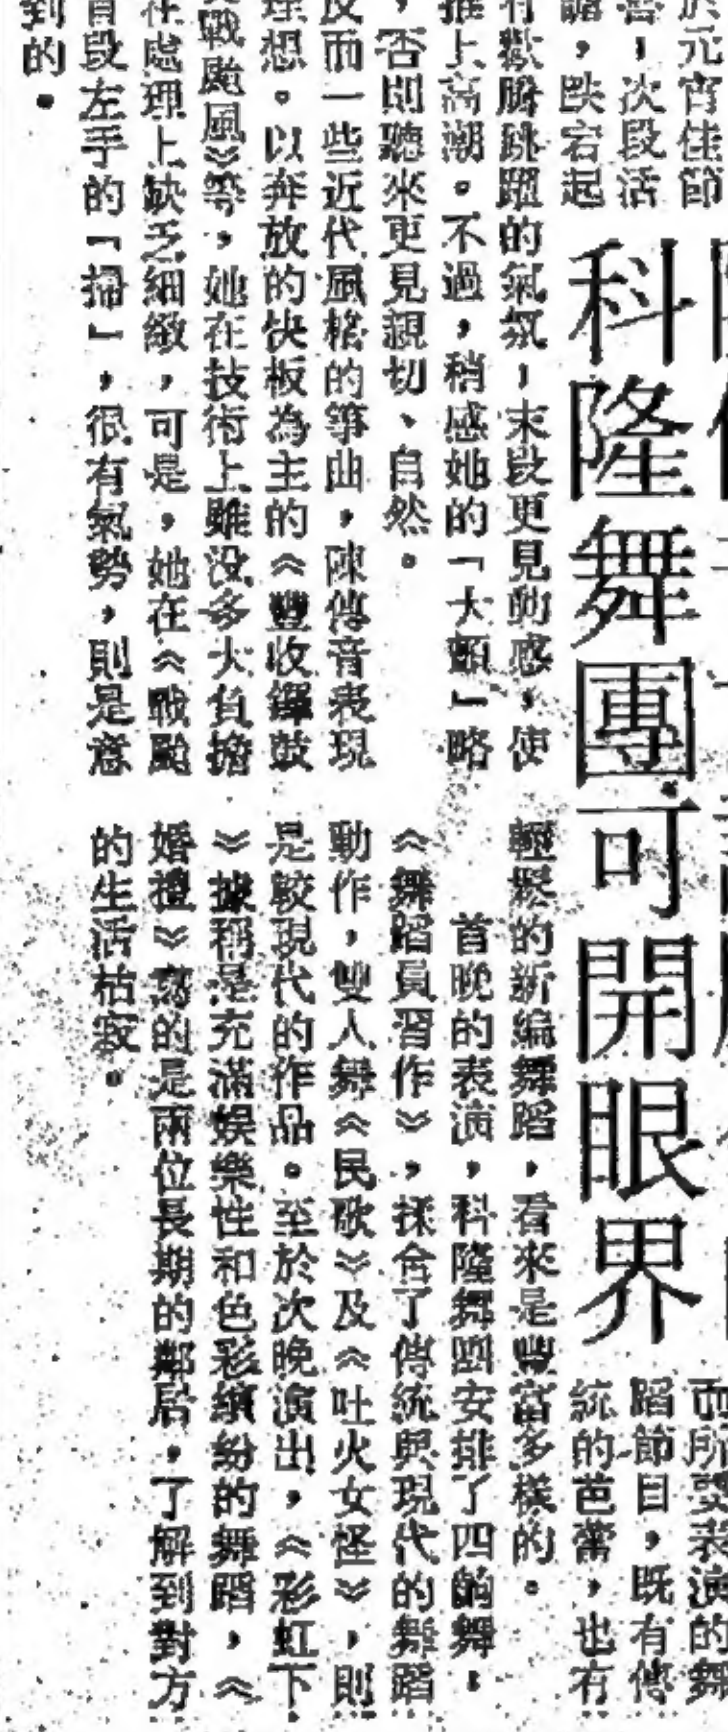 於元宵佳節
次段活
跌宕起
有歡騰跳躍的氣氛,末段更見動感,使
推上高潮。不過,稍感她的「大顫」略
,否則聽來更見親切、自然。
反而一些近代風格的箏曲,陳傳音表現
理想。以奔放的快板為主的《豐收鑼鼓
戰颱風》等,她在技術上雖没多大負擔
在處理上缺乏細緻,可是,她在《戰颱
首段左手的「掃」,很有氣勢,則是意
到的。
科隆舞團可開眼界
而所要表演的舞
蹈節目,既有傳
統的芭蕾,也有
輕鬆的新編舞蹈,看來是豐富多樣的。
首晚的表演,科隆舞團安排了四齣舞,
《舞蹈員習作》,揉合了傳統與現代的舞蹈
動作,雙人舞《民歌》及《吐火女怪》,則
是較現代的作品。至於次晚演出,《彩虹下
》據稱是充滿娛樂性和色彩繽紛的舞蹈,《
婚禮》寫的是兩位長期的鄰居,了解到對方
的生活枯寂。